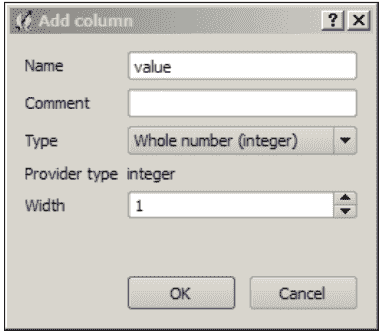 Add column
Name value
Comment
Type Whole number (integer)
Provider type integer
Width 1
OK Cancel